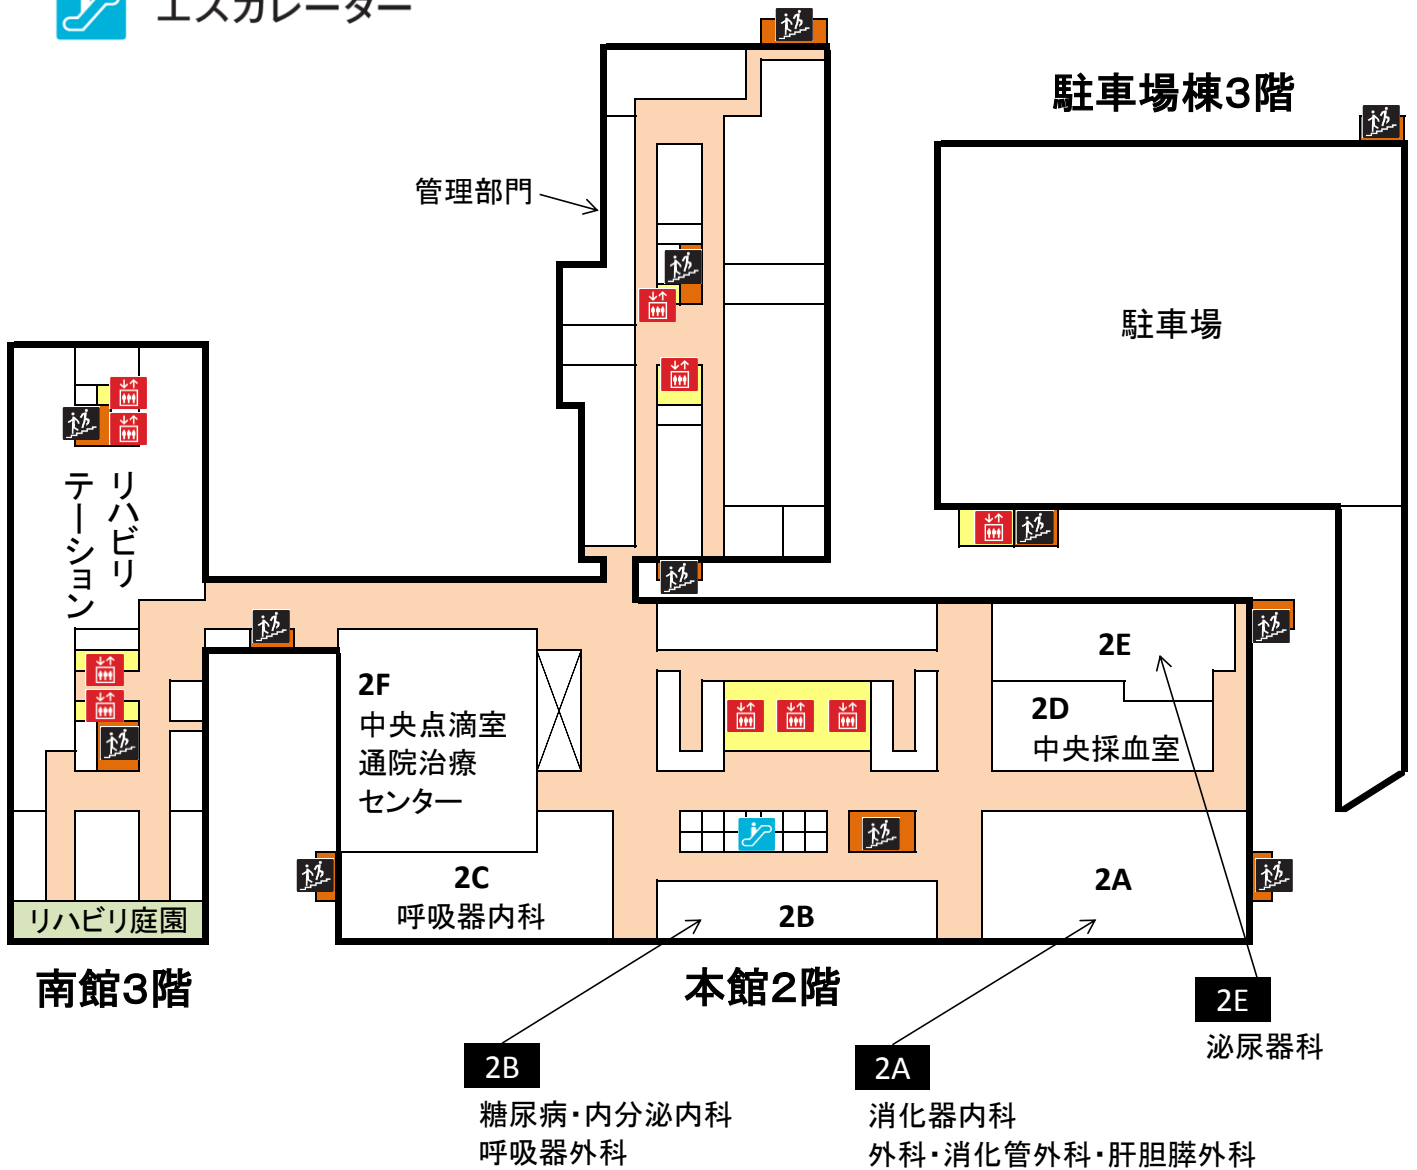 エスカレーター
駐車場棟3階
管理部門
駐車場
リハビリ
テーション
2E
2F
中央点滴室
通院治療
センター
2D
中央採血室
2C
呼吸器内科
2A
2B
リハビリ庭園
南館3階
本館2階
2E
泌尿器科
2B
糖尿病・内分泌内科
呼吸器外科
2A
消化器内科
外科・消化管外科・肝胆膵外科